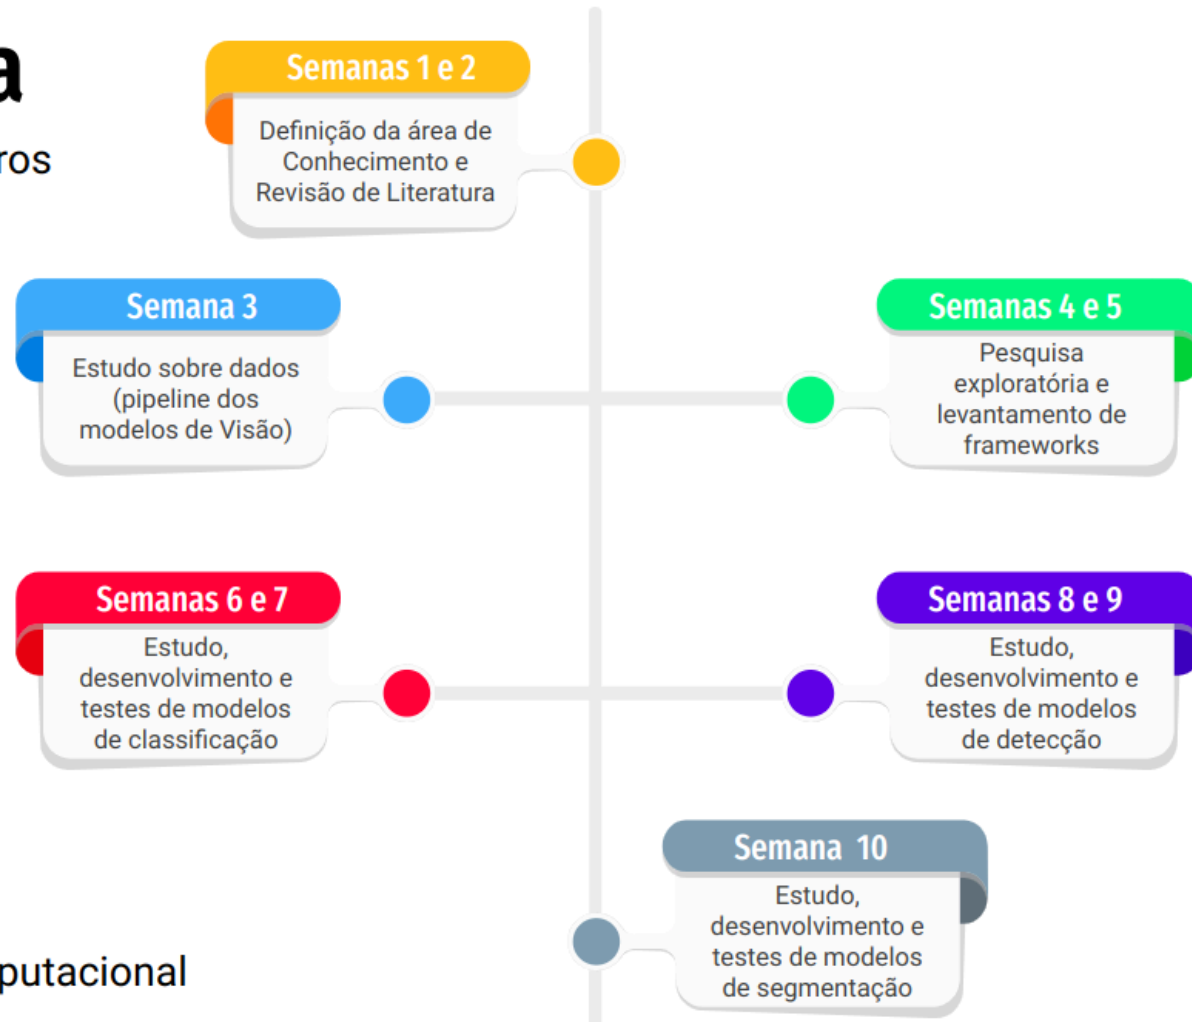 a
ros
Semanas 1 e 2
Definição da área de
Conhecimento e
Revisão de Literatura
Semana 3
Estudo sobre dados
(pipeline dos
modelos de Visão)
Semanas 4 e 5
Pesquisa
exploratória e
levantamento de
frameworks
Semanas 6 e 7
Estudo,
desenvolvimento e
testes de modelos
de classificação
Semanas 8 e 9
Estudo,
desenvolvimento e
testes de modelos
de detecção
Semana 10
Estudo,
desenvolvimento e
testes de modelos
de segmentação
putacional